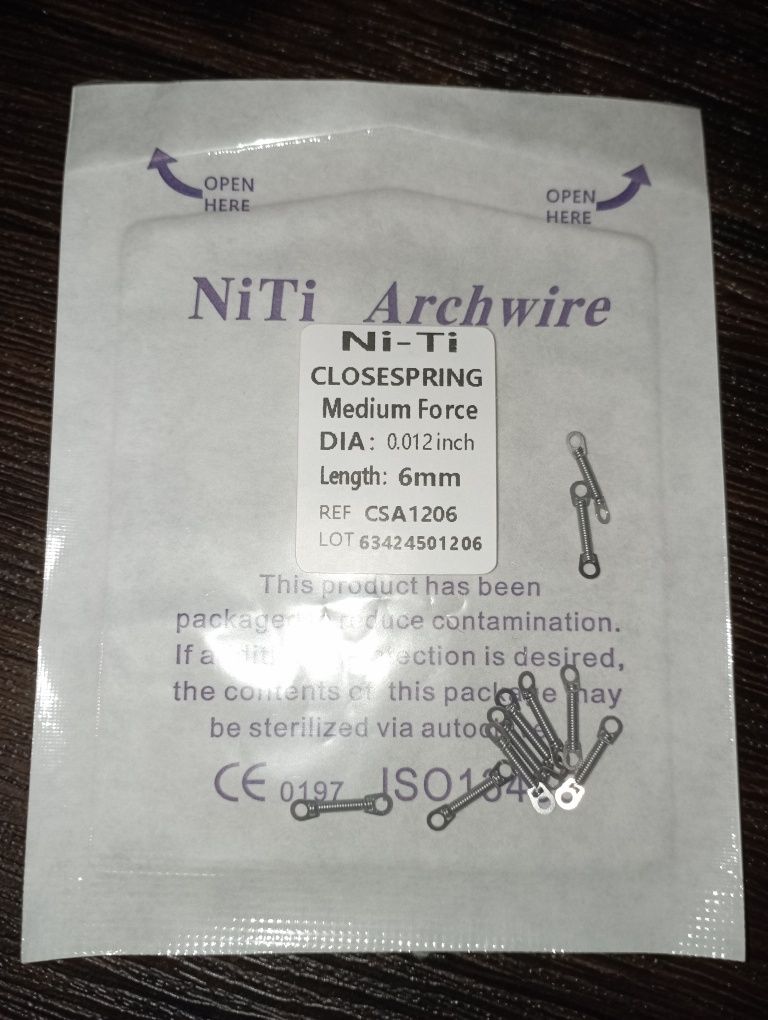 OPEN
HERE
OPEN
HERE
NiTi Archwire
Ni-Ti
CLOSESPRING
Medium Force
DIA: 0.012 inch
Length: 6mm
REF CSA1206
LOT 63424501206
This product has been
reduce contamination.
If is desired,
the contents of this package may
be sterilized via
CE 0197